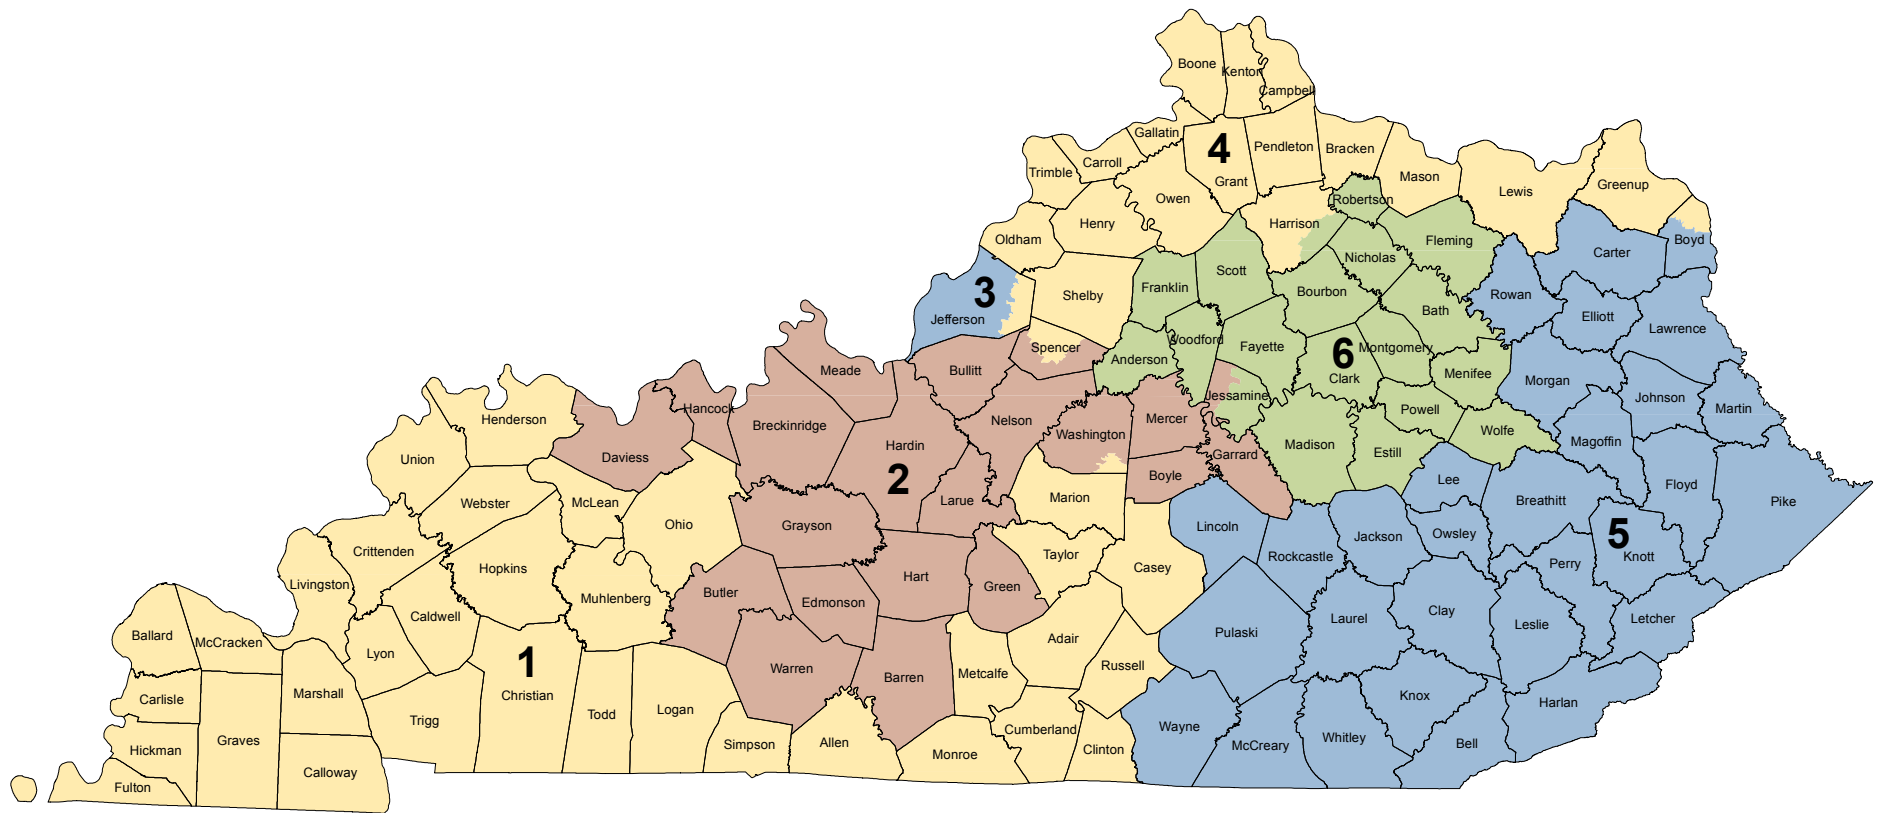 Boone
Kenton
Campbell
Gallatin
Carroll
Trimble
4
Grant
Pendleton
Bracken
Mason
Lewis
Greenup
Owen
Henry
Oldham
Harrison
Robertson
Fleming
Boyd
Carter
Nicholas
Scott
Franklin
Shelby
3
Jefferson
Bourbon
Bath
Rowan
Elliott
Lawrence
Woodford
Fayette
6
Clark
Montgomery
Menifee
Anderson
Spencer
Bullitt
Meade
Hancock
Breckinridge
Morgan
Johnson
Martin
Jessamine
Powell
Wolfe
Magoffin
Mercer
Washington
Nelson
Hardin
2
Larue
Daviess
Henderson
Union
Webster
McLean
Ohio
Grayson
Marion
Boyle
Garrard
Madison
Estill
Lee
Breathitt
Floyd
Pike
5
Knott
Perry
Owsley
Jackson
Rockcastle
Lincoln
Casey
Taylor
Green
Hart
Edmonson
Butler
Muhlenberg
Hopkins
Crittenden
Livingston
Caldwell
Lyon
Ballard
McCracken
Carlisle
Marshall
Trigg
1
Christian
Todd
Logan
Warren
Barren
Metcalfe
Adair
Russell
Pulaski
Laurel
Clay
Leslie
Letcher
Harlan
Knox
Bell
Whitley
McCreary
Wayne
Clinton
Cumberland
Monroe
Allen
Simpson
Calloway
Graves
Hickman
Fulton